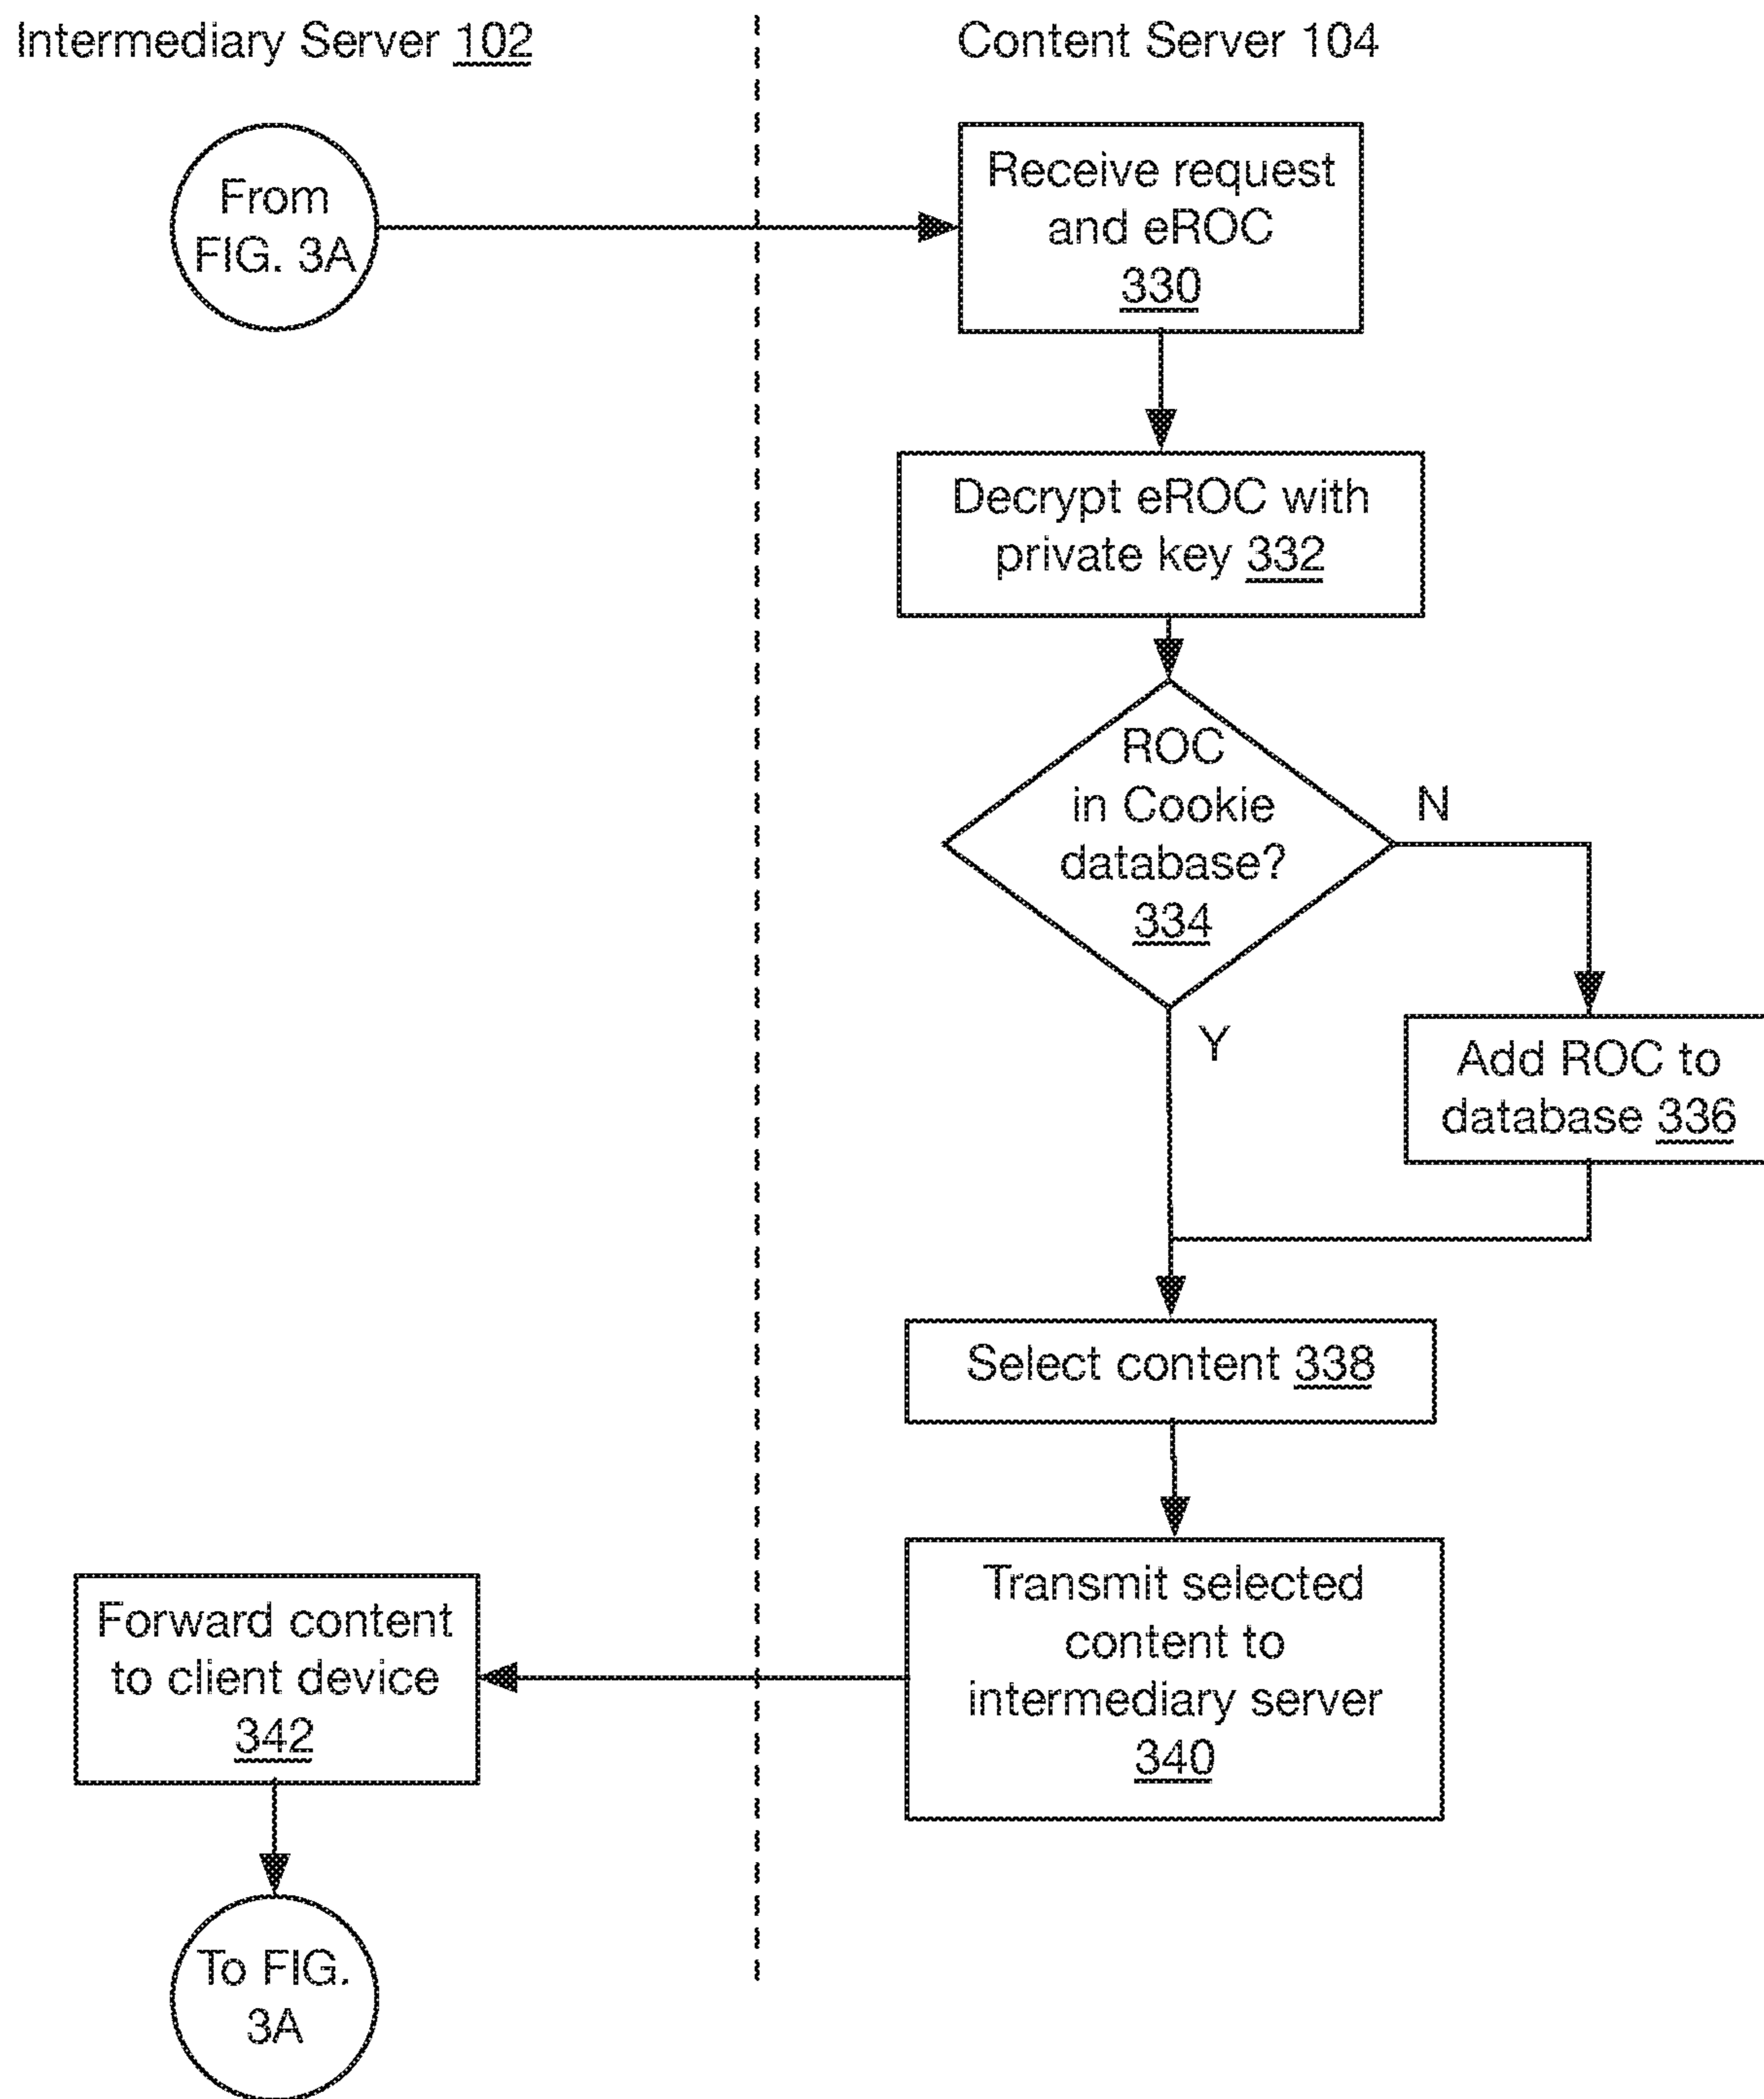 Intermediary Server 102
Content Server 104
From
FIG. 3A
Receive request
and eROC
330
Decrypt eROC with
private key 332
ROC
in Cookie
database?
334
N
Y
Add ROC to
database 336
Select content 338
Transmit selected
content to
intermediary server
340
Forward content
to client device
342
To FIG.
3A